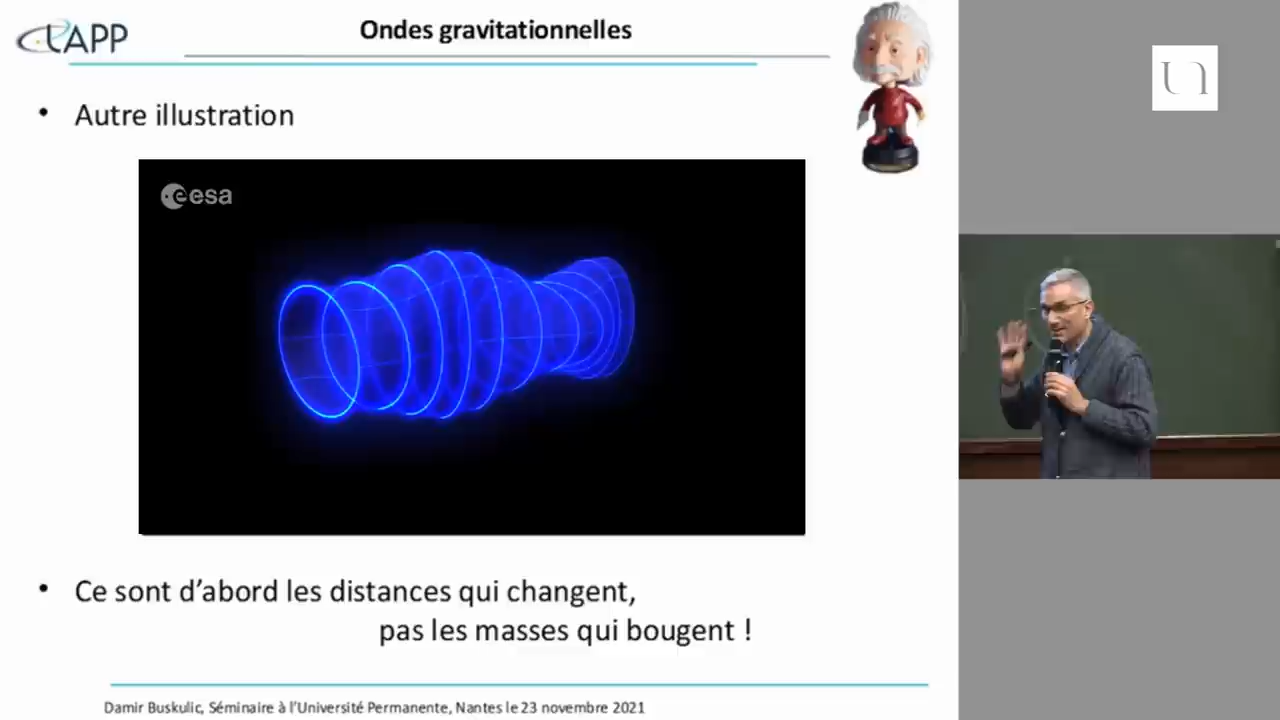 LAPP
Ondes gravitationnelles
• Autre illustration
esa
• Ce sont d’abord les distances qui changent,
pas les masses qui bougent !
Damir Buskulic, Séminaire à l’Université Permanente, Nantes le 23 novembre 2021